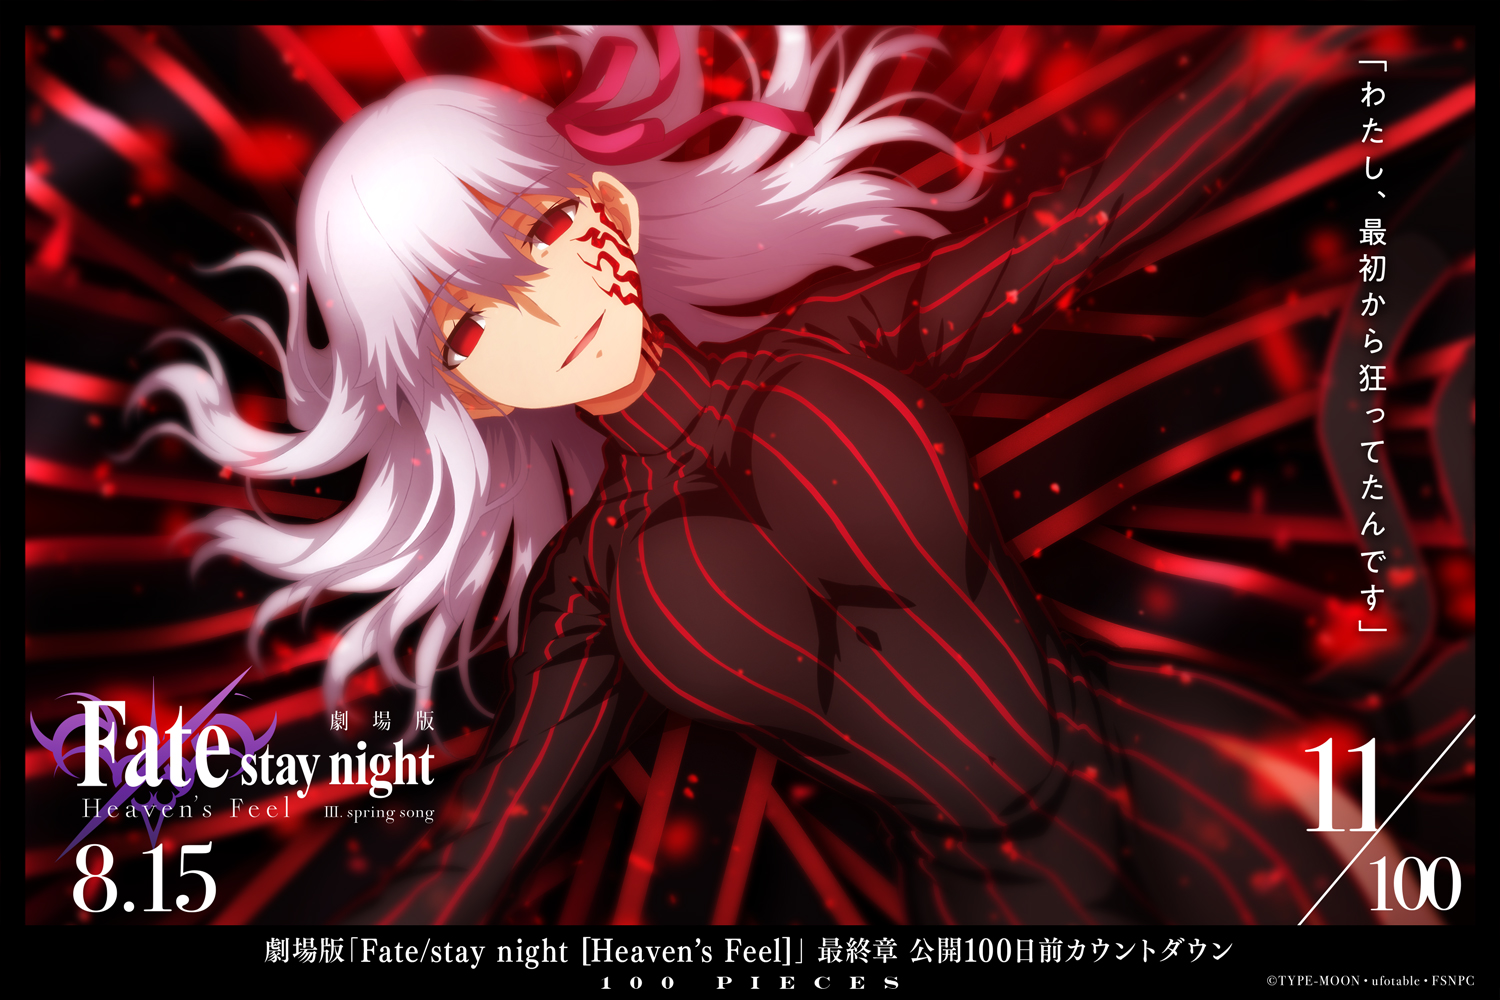 「わたし、最初から狂ってたんです」
劇場版
Fate
stay night
Heaven's Feel
III. spring song
8.15
11/100
劇場版「Fate/stay night [Heaven's Feel]」 最終章 公開100日前カウントダウン
100 PIECES
©TYPE-MOON・ufotable・FSNPC